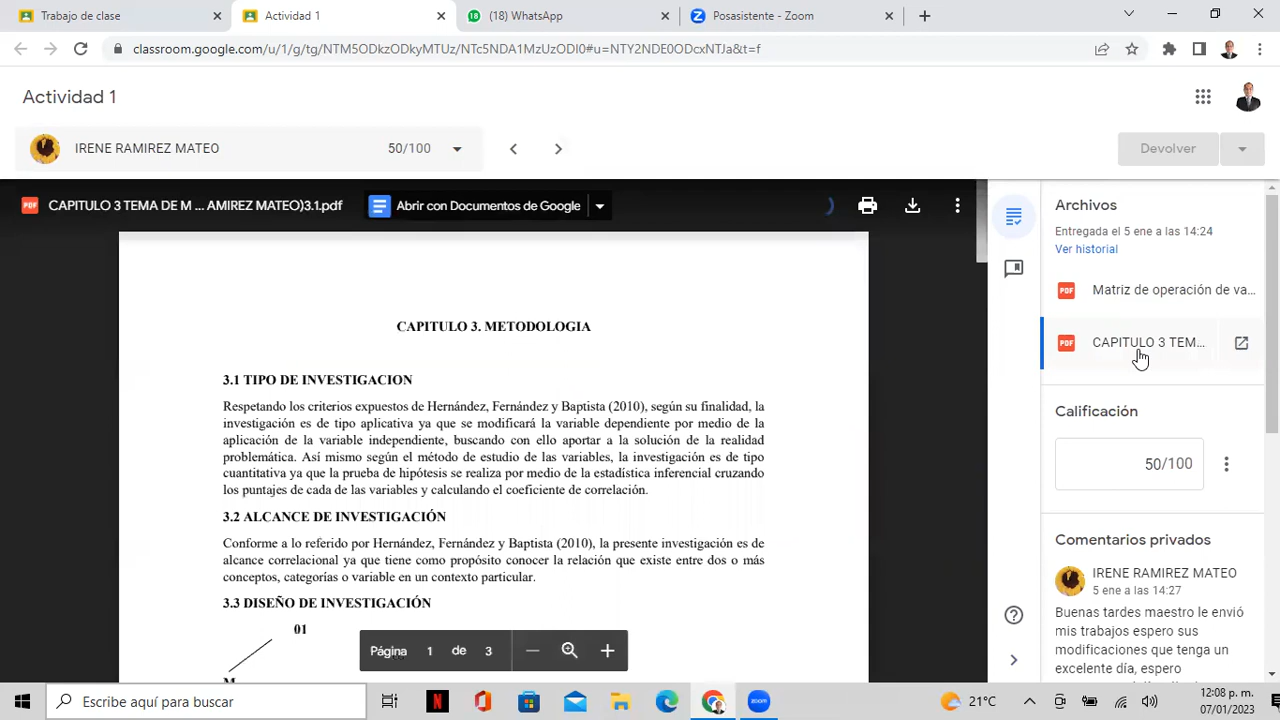 Trabajo de clase
Actividad 1
(18) WhatsApp
Posasistente - Zoom
classroom.google.com/u/1/g/tg/NTM5ODkzODkyMTUz/NTc5NDA1MzUzODI0#u=NTY2NDE0ODcxNTJa&t=f
Actividad 1
IRENE RAMIREZ MATEO
50/100
Devolver
CAPITULO 3 TEMA DE M ... AMIREZ MATEO)3.1.pdf
Abrir con Documentos de Google
CAPITULO 3. METODOLOGIA
3.1 TIPO DE INVESTIGACION
Respetando los criterios expuestos de Hernández, Fernández y Baptista (2010), según su finalidad, la
investigación es de tipo aplicativa ya que se modificará la variable dependiente por medio de la
aplicación de la variable independiente, buscando con ello aportar a la solución de la realidad
problemática. Así mismo según el método de estudio de las variables, la investigación es de tipo
cuantitativa ya que la prueba de hipótesis se realiza por medio de la estadística inferencial cruzando
los puntajes de cada de las variables y calculando el coeficiente de correlación.
3.2 ALCANCE DE INVESTIGACIÓN
Conforme a lo referido por Hernández, Fernández y Baptista (2010), la presente investigación es de
alcance correlacional ya que tiene como propósito conocer la relación que existe entre dos o más
conceptos, categorías o variable en un contexto particular.
3.3 DISEÑO DE INVESTIGACIÓN
01
M
Página 1 de 3
Archivos
Entregada el 5 ene a las 14:24
Ver historial
PDF
Matriz de operación de va...
PDF
CAPITULO 3 TEM...
Calificación
50/100
Comentarios privados
IRENE RAMIREZ MATEO
5 ene a las 14:27
Buenas tardes maestro le envió
mis trabajos espero sus
modificaciones que tenga un
excelente día, espero
Escribe aquí para buscar
21°C
12:08 p. m.
07/01/2023